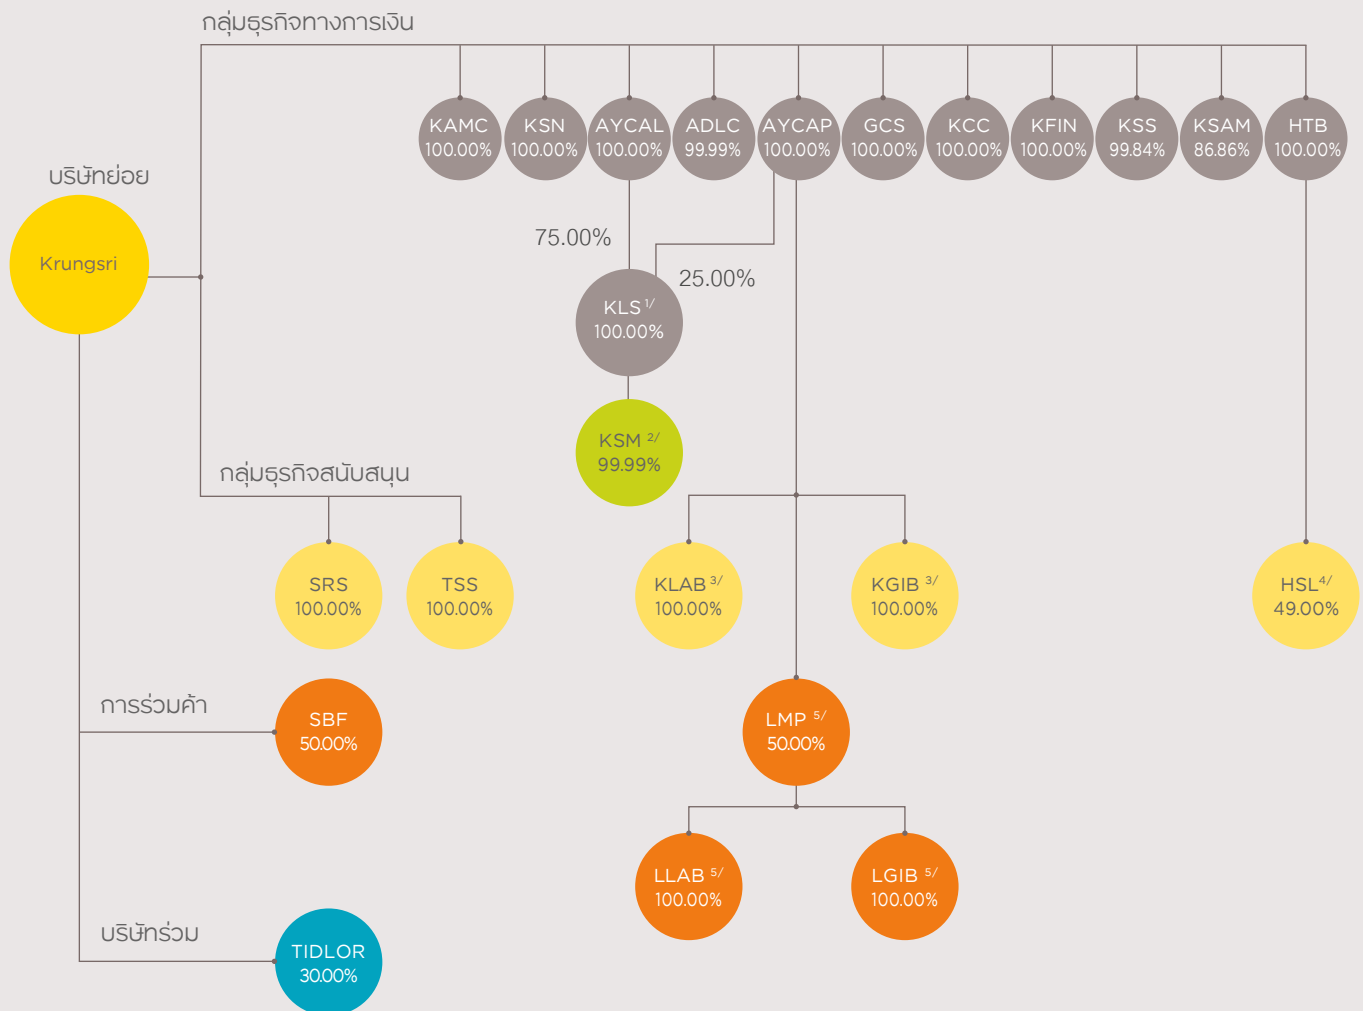 กลุ่มธุรกิจทางการเงิน
KAMC
100.00%
KSN
100.00%
AYCAL
100.00%
ADLC
99.99%
AYCAP
100.00%
GCS
100.00%
KCC
100.00%
KFIN
100.00%
KSS
99.84%
KSAM
86.86%
HTB
100.00%
บริษัทย่อย
Krungsri
75.00%
25.00%
KLS 1/
100.00%
KSM 2/
99.99%
กลุ่มธุรกิจสนับสนุน
SRS
100.00%
TSS
100.00%
KLAB 3/
100.00%
KGIB 3/
100.00%
HSL4/
49.00%
การร่วมค้า
SBF
50.00%
LMP 5/
50.00%
LLAB 5/
100.00%
LGIB 5/
100.00%
บริษัทร่วม
TIDLOR
30.00%